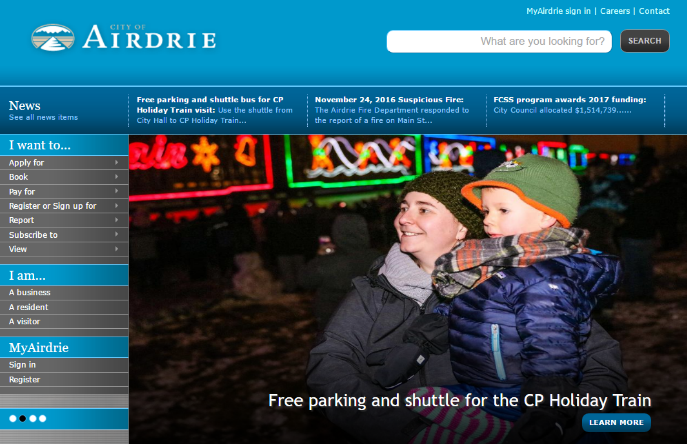 MyAirdrie sign in | Careers | Contact
CITY OF
AIRDRIE
What are you looking for?
SEARCH
News
See all news items
Free parking and shuttle bus for CP
Holiday Train visit: Use the shuttle from
City Hall to CP Holiday Train...
November 24, 2016 Suspicious Fire:
The Airdrie Fire Department responded to
the report of a fire on Main St...
FCSS program awards 2017 funding:
City Council allocated $1,514,739......
I want to...
Apply for
Book
Pay for
Register or Sign up for
Report
Subscribe to
View
I am...
A business
A resident
A visitor
MyAirdrie
Sign in
Register
ain
Free parking and shuttle for the CP Holiday Train
LEARN MORE